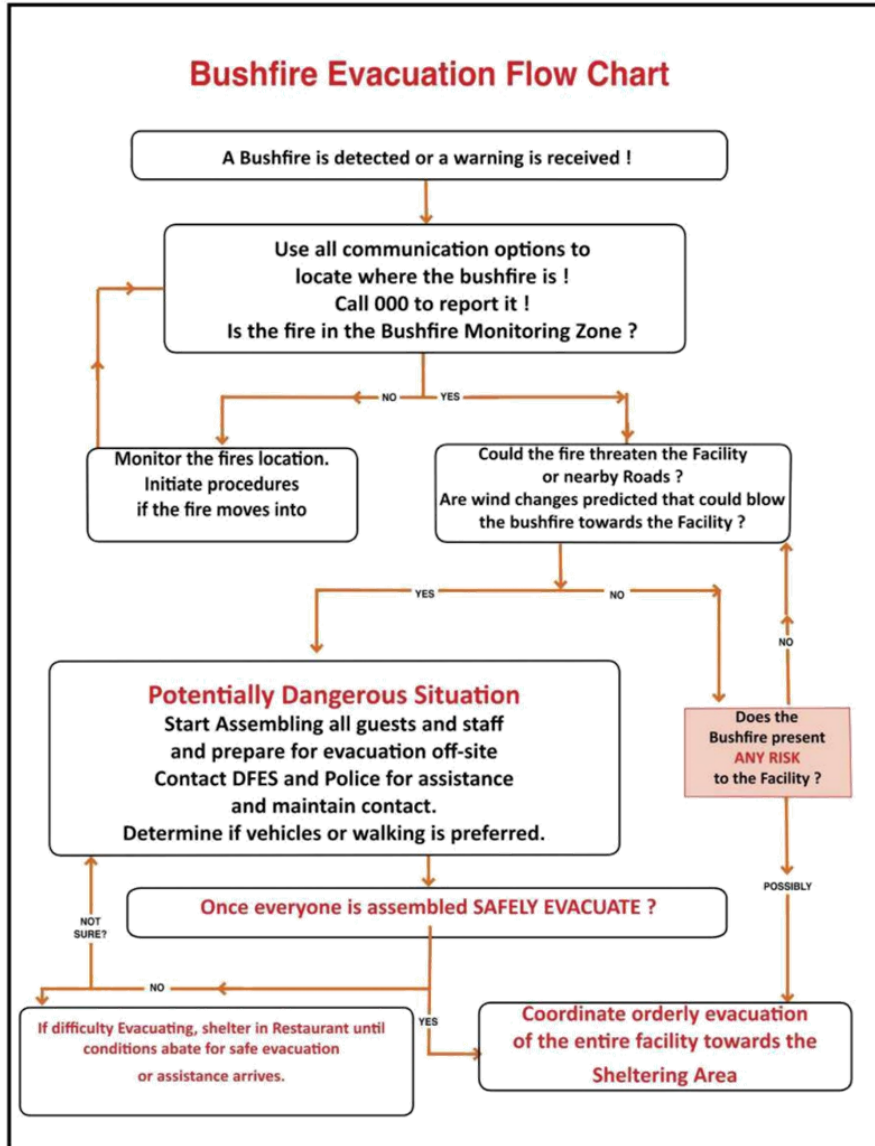 Bushfire Evacuation Flow Chart
A Bushfire is detected or a warning is received !
Use all communication options to
locate where the bushfire is !
Call 000 to report it !
Is the fire in the Bushfire Monitoring Zone ?
NO
YES
Monitor the fires location.
Initiate procedures
if the fire moves into
Could the fire threaten the Facility
or nearby Roads ?
Are wind changes predicted that could blow
the bushfire towards the Facility ?
YES
NO
NO
Potentially Dangerous Situation
Start Assembling all guests and staff
and prepare for evacuation off-site
Contact DFES and Police for assistance
and maintain contact.
Determine if vehicles or walking is preferred.
Does the
Bushfire present
ANY RISK
to the Facility ?
POSSIBLY
Once everyone is assembled SAFELY EVACUATE ?
NOT
SURE?
NO
YES
If difficulty Evacuating, shelter in Restaurant until
conditions abate for safe evacuation
or assistance arrives.
Coordinate orderly evacuation
of the entire facility towards the
Sheltering Area